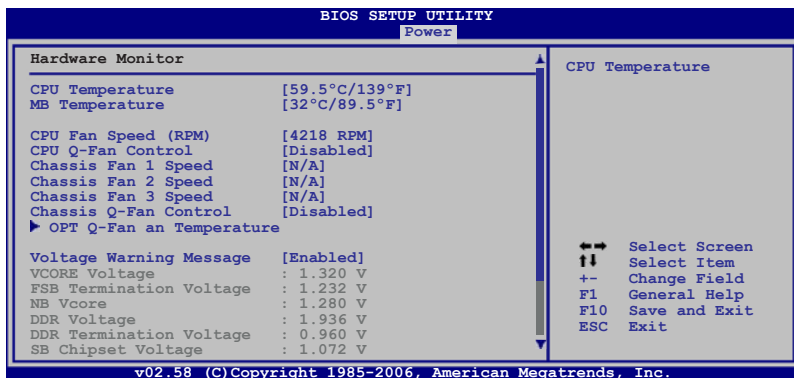 BIOS SETUP UTILITY
Power
Hardware Monitor
CPU Temperature [59.5°C/139°F]
MB Temperature [32°C/89.5°F]
CPU Fan Speed (RPM) [4218 RPM]
CPU Q-Fan Control [Disabled]
Chassis Fan 1 Speed [N/A]
Chassis Fan 2 Speed [N/A]
Chassis Fan 3 Speed [N/A]
Chassis Q-Fan Control [Disabled]
OPT Q-Fan an Temperature
Voltage Warning Message [Enabled]
VCORE Voltage : 1.320 V
FSB Termination Voltage : 1.232 V
NB Vcore : 1.280 V
DDR Voltage : 1.936 V
DDR Termination Voltage : 0.960 V
SB Chipset Voltage : 1.072 V
CPU Temperature
Select Screen
Select Item
+- Change Field
F1 General Help
F10 Save and Exit
ESC Exit
v02.58 (C)Copyright 1985-2006, American Megatrends, Inc.